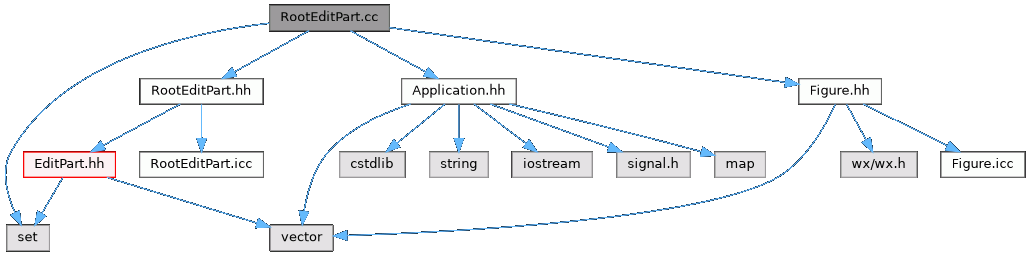 RootEditPart.cc
RootEditPart.hh
Application.hh
Figure.hh
EditPart.hh
RootEditPart.icc
cstdlib
string
iostream
signal.h
map
wx/wx.h
Figure.icc
set
vector